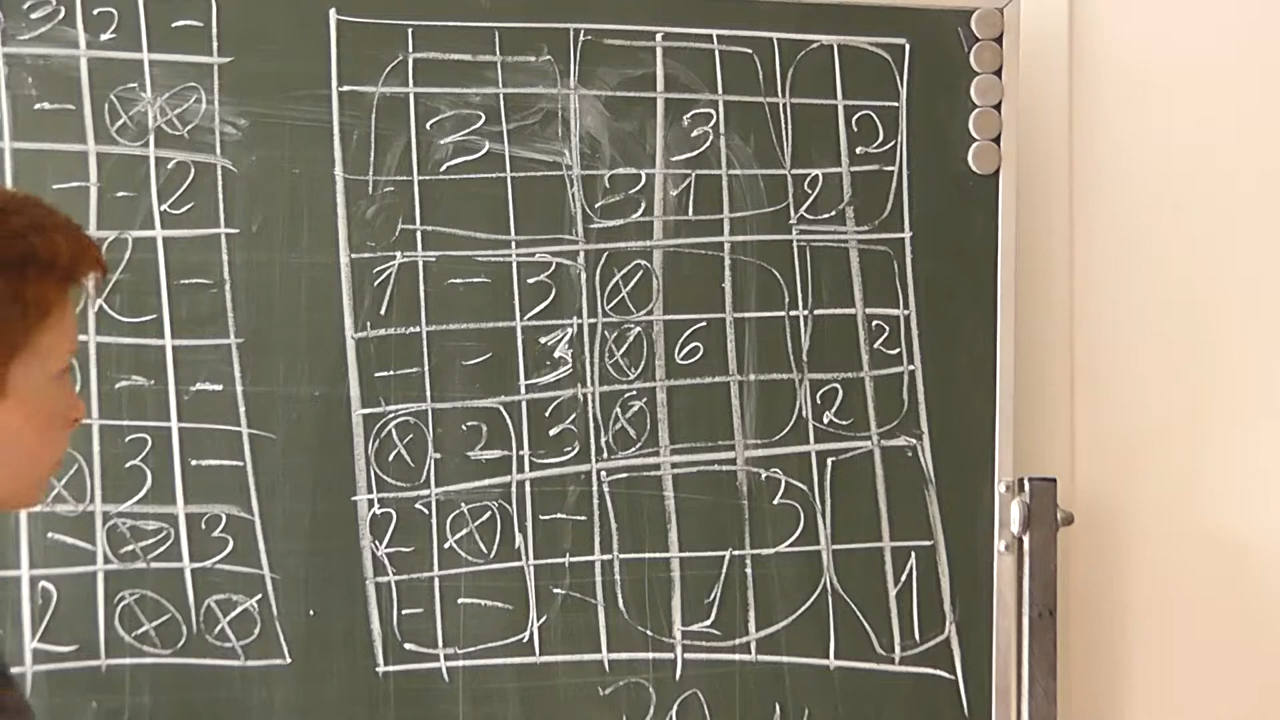 3 2 -
- ⊗ ⊗
3 3 2
- - 2
3 1 2
2 -
1 - 3 ⊗
- -
- - 3 ⊗ 6 2
⊗ 3 -
⊗ 2 3 ⊗ 2
- ⊗ 3
2 ⊗ - 3
2 ⊗ ⊗
- - - 1 1